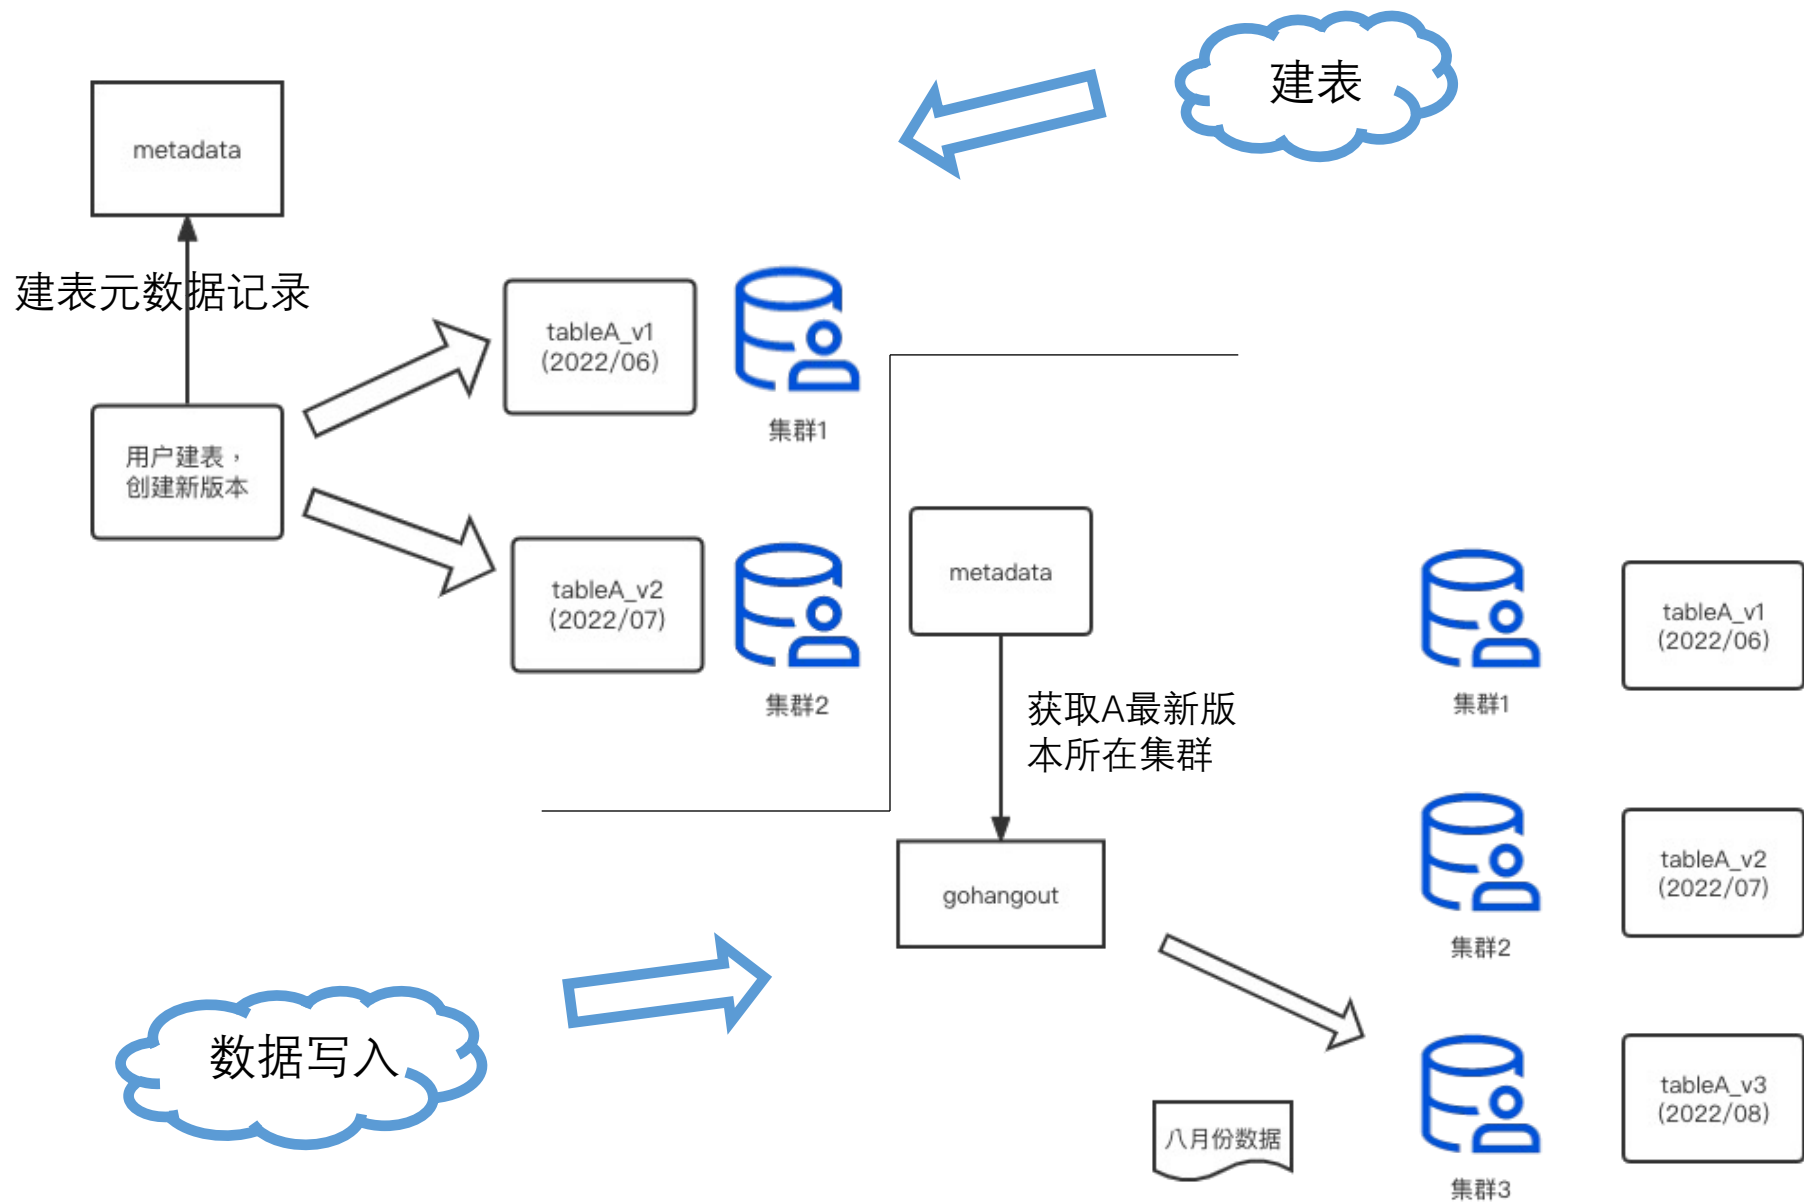 建表
metadata
建表元数据记录
用户建表，
创建新版本
tableA_v1
(2022/06)
集群1
tableA_v2
(2022/07)
集群2
metadata
获取A最新版
本所在集群
gohangout
数据写入
八月份数据
集群1
tableA_v1
(2022/06)
集群2
tableA_v2
(2022/07)
集群3
tableA_v3
(2022/08)